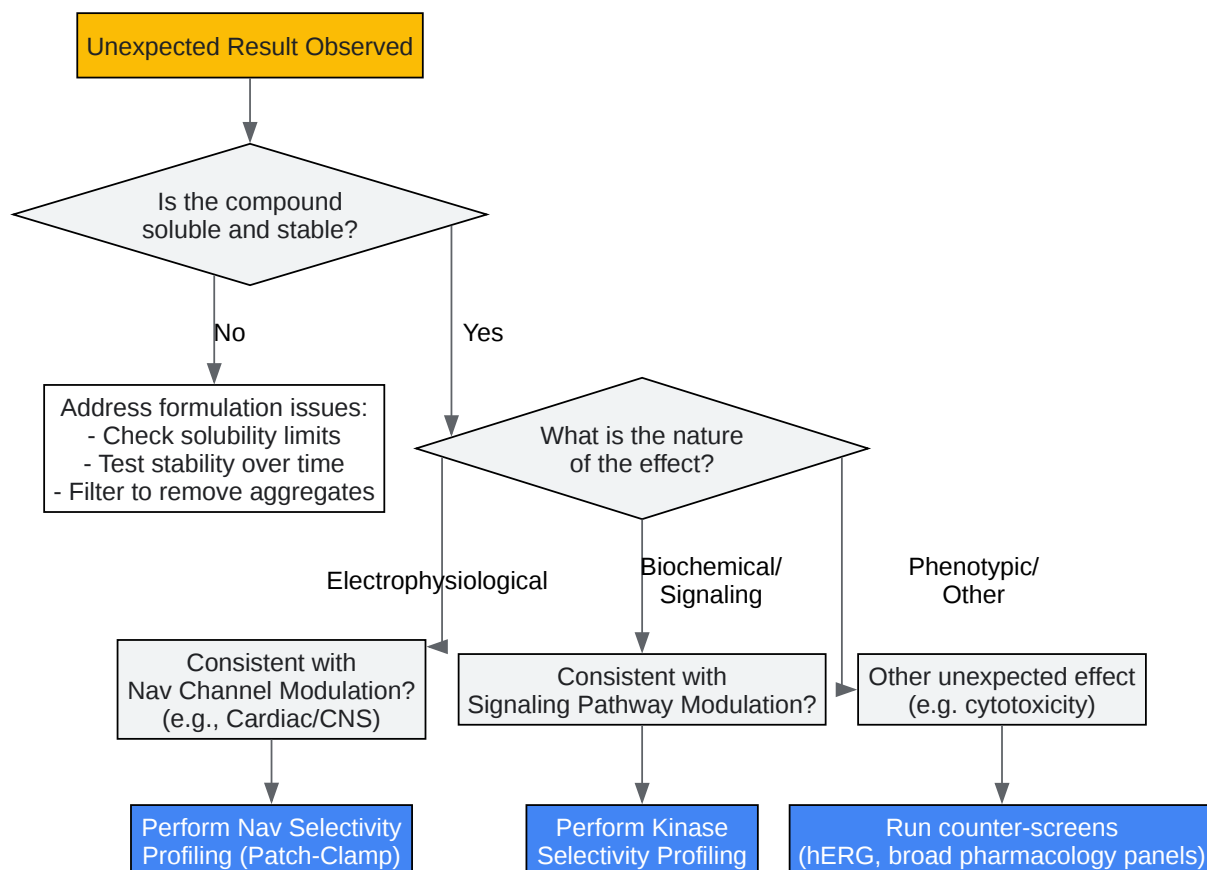 Unexpected Result Observed
Is the compound
soluble and stable?
No
Yes
Address formulation issues:
- Check solubility limits
- Test stability over time
- Filter to remove aggregates
What is the nature
of the effect?
Electrophysiological
Biochemical/
Signaling
Phenotypic/
Other
Consistent with
Nav Channel Modulation?
(e.g., Cardiac/CNS)
Consistent with
Signaling Pathway Modulation?
Other unexpected effect
(e.g. cytotoxicity)
Perform Nav Selectivity
Profiling (Patch-Clamp)
Perform Kinase
Selectivity Profiling
Run counter-screens
(hERG, broad pharmacology panels)